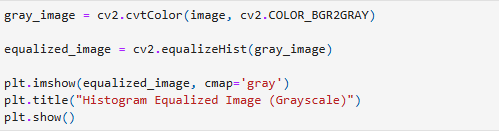 gray_image = cv2.cvtColor(image, cv2.COLOR_BGR2GRAY)
equalized_image = cv2.equalizeHist(gray_image)
plt.imshow(equalized_image, cmap='gray')
plt.title("Histogram Equalized Image (Grayscale)")
plt.show()